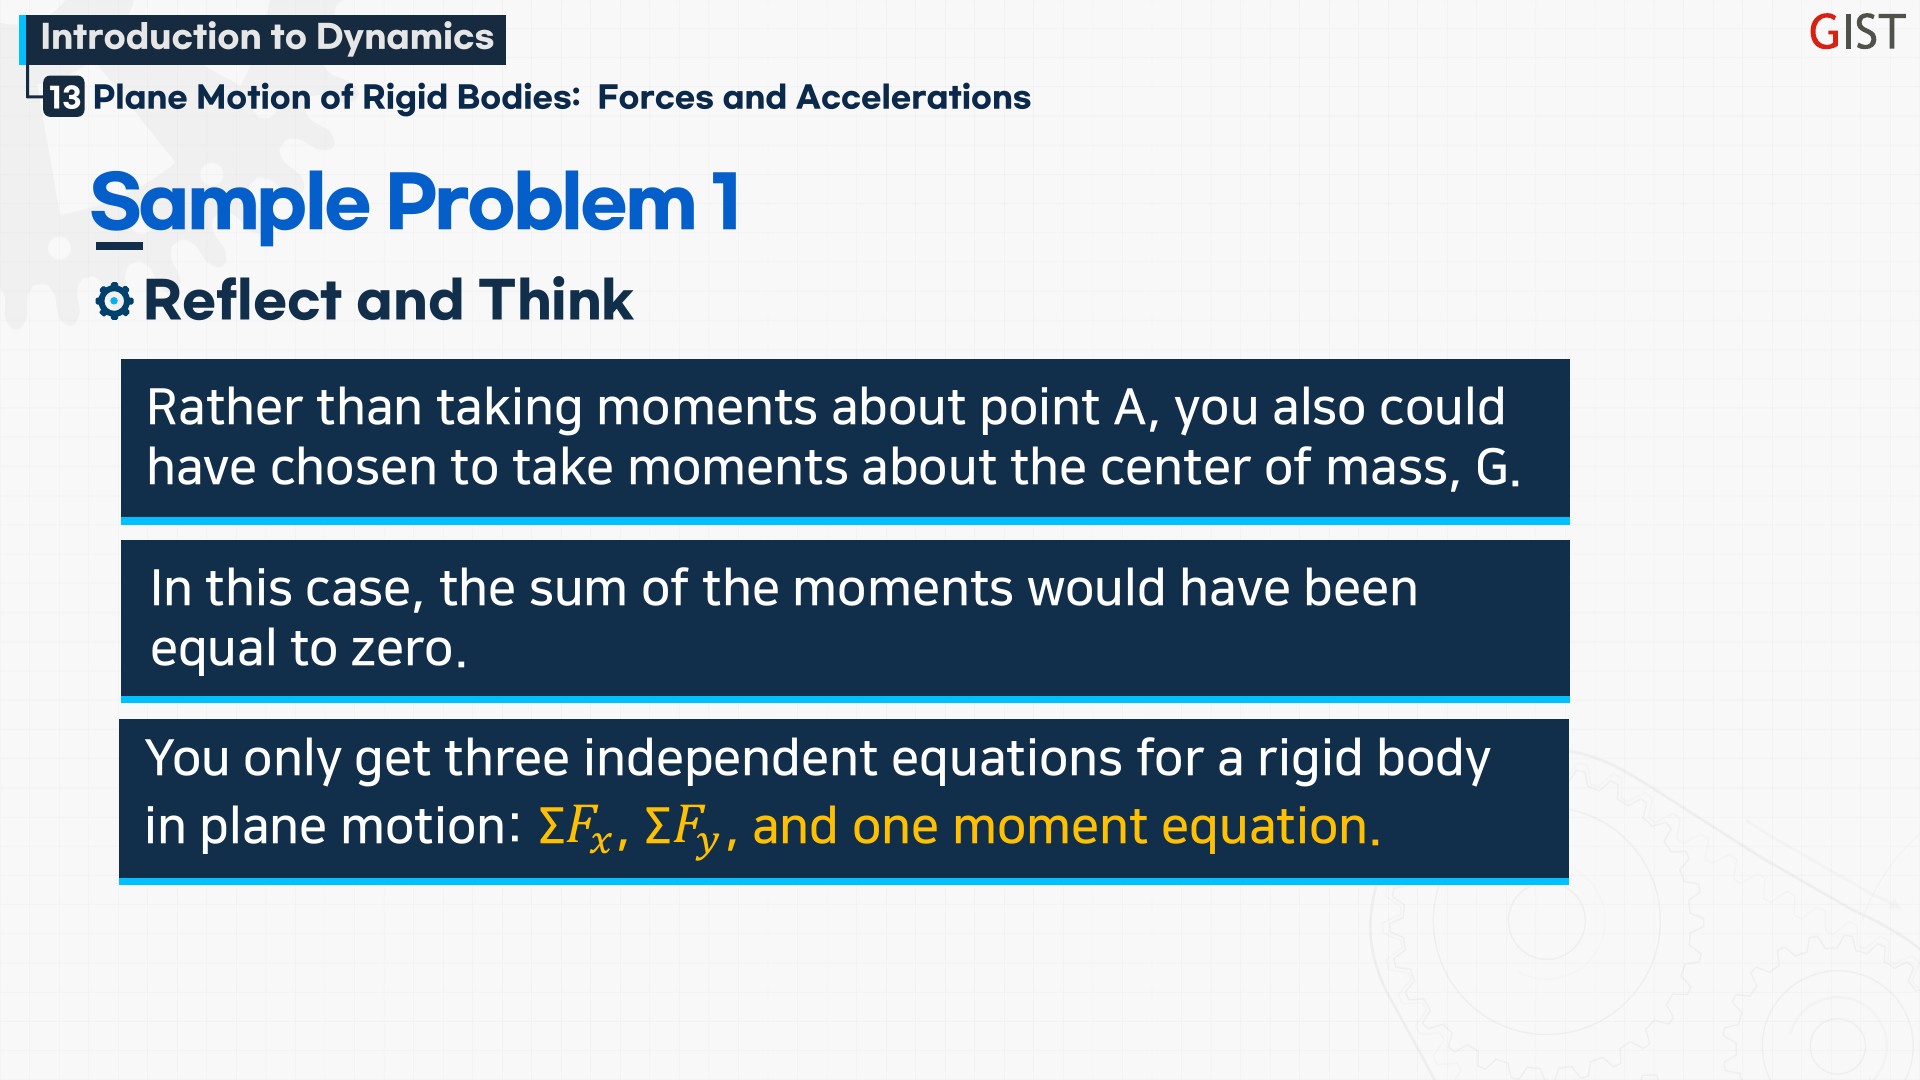 Introduction to Dynamics
GIST
13 Plane Motion of Rigid Bodies: Forces and Accelerations
Sample Problem 1
Reflect and Think
Rather than taking moments about point A, you also could
have chosen to take moments about the center of mass, G.
In this case, the sum of the moments would have been
equal to zero.
You only get three independent equations for a rigid body
in plane motion: ΣFₓ, ΣF_y, and one moment equation.